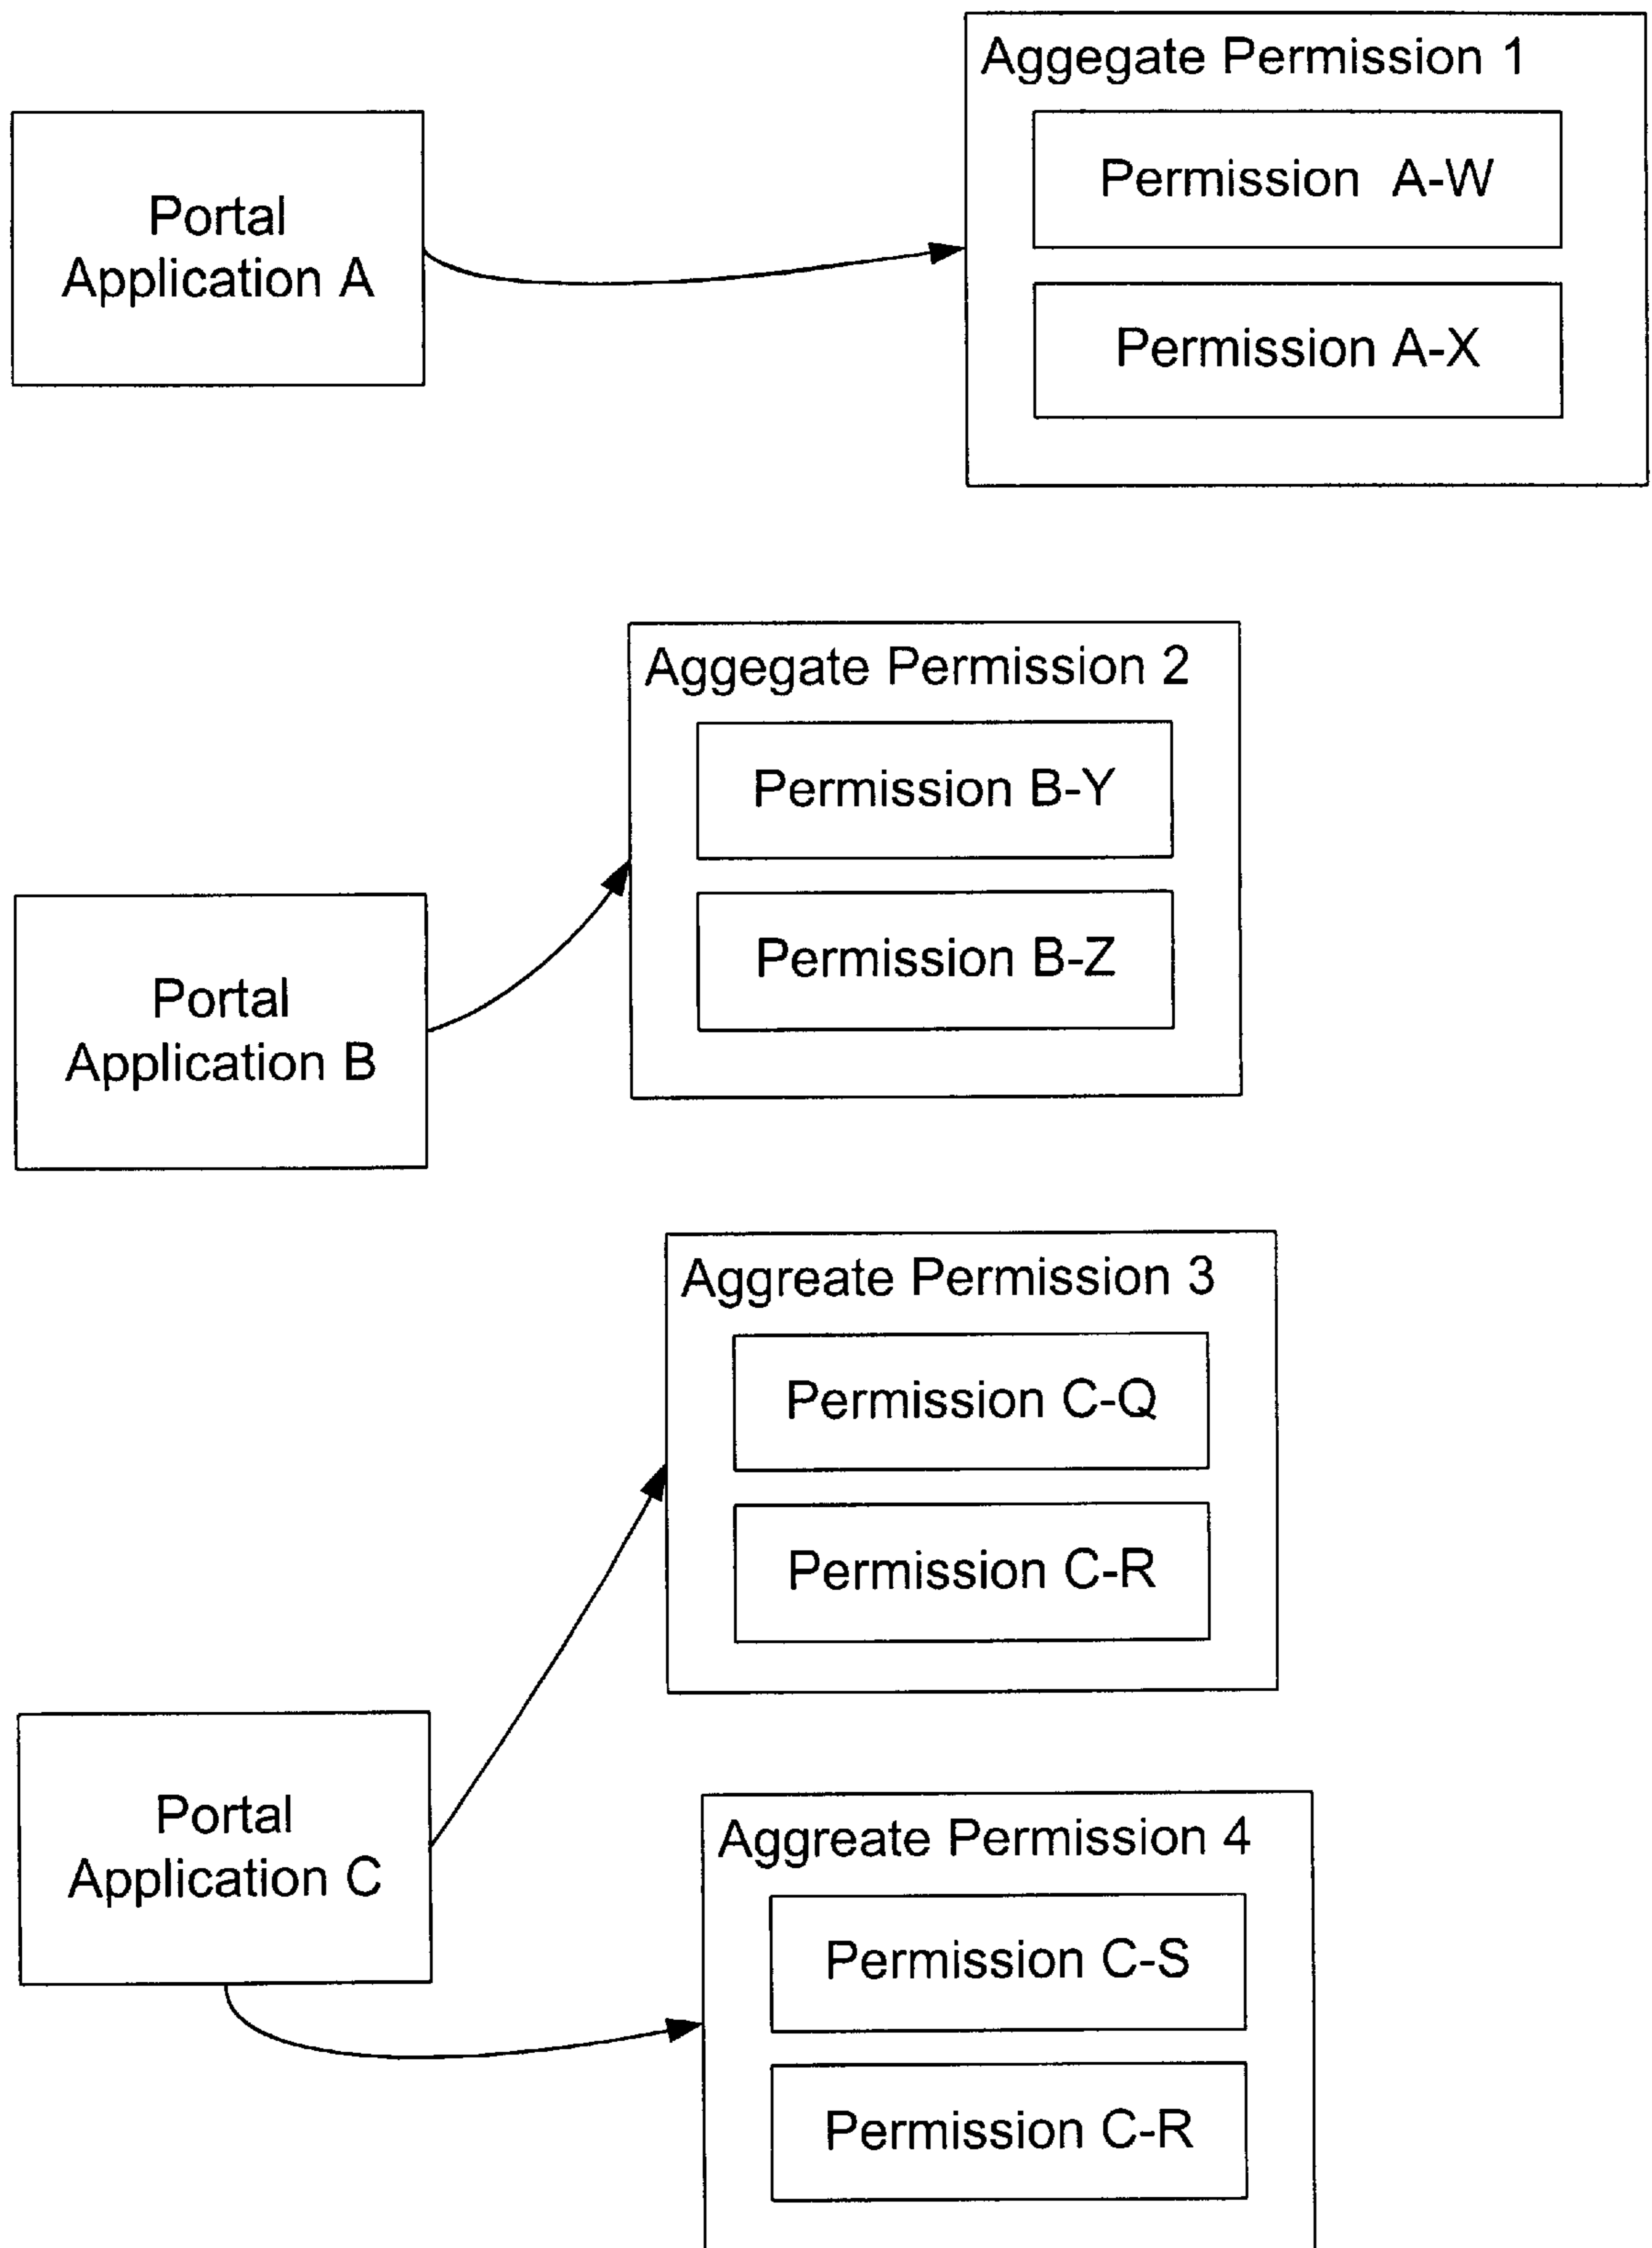 Aggegate Permission 1
Permission A-W
Portal
Application A
Permission A-X
Aggegate Permission 2
Permission B-Y
Permission B-Z
Portal
Application B
Aggreate Permission 3
Permission C-Q
Permission C-R
Portal
Application C
Aggreate Permission 4
Permission C-S
Permission C-R